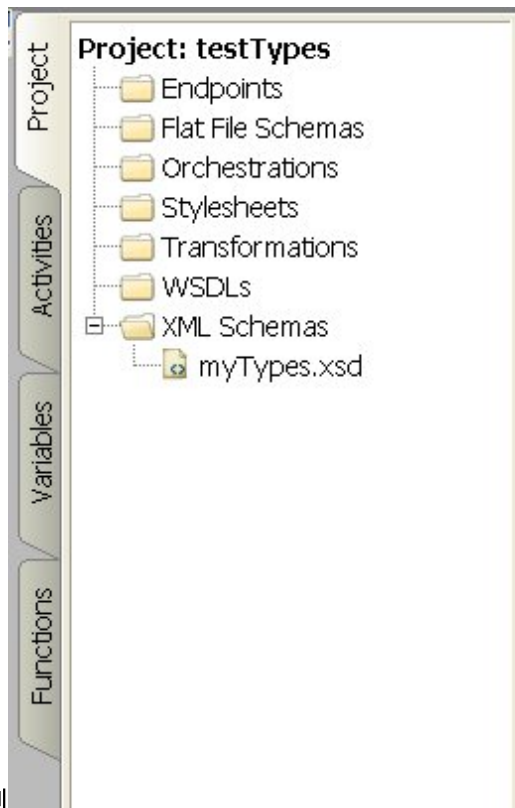 Project: testTypes
Endpoints
Flat File Schemas
Orchestrations
Stylesheets
Transformations
WSDLs
XML Schemas
myTypes.xsd
Project
Activities
Variables
Functions